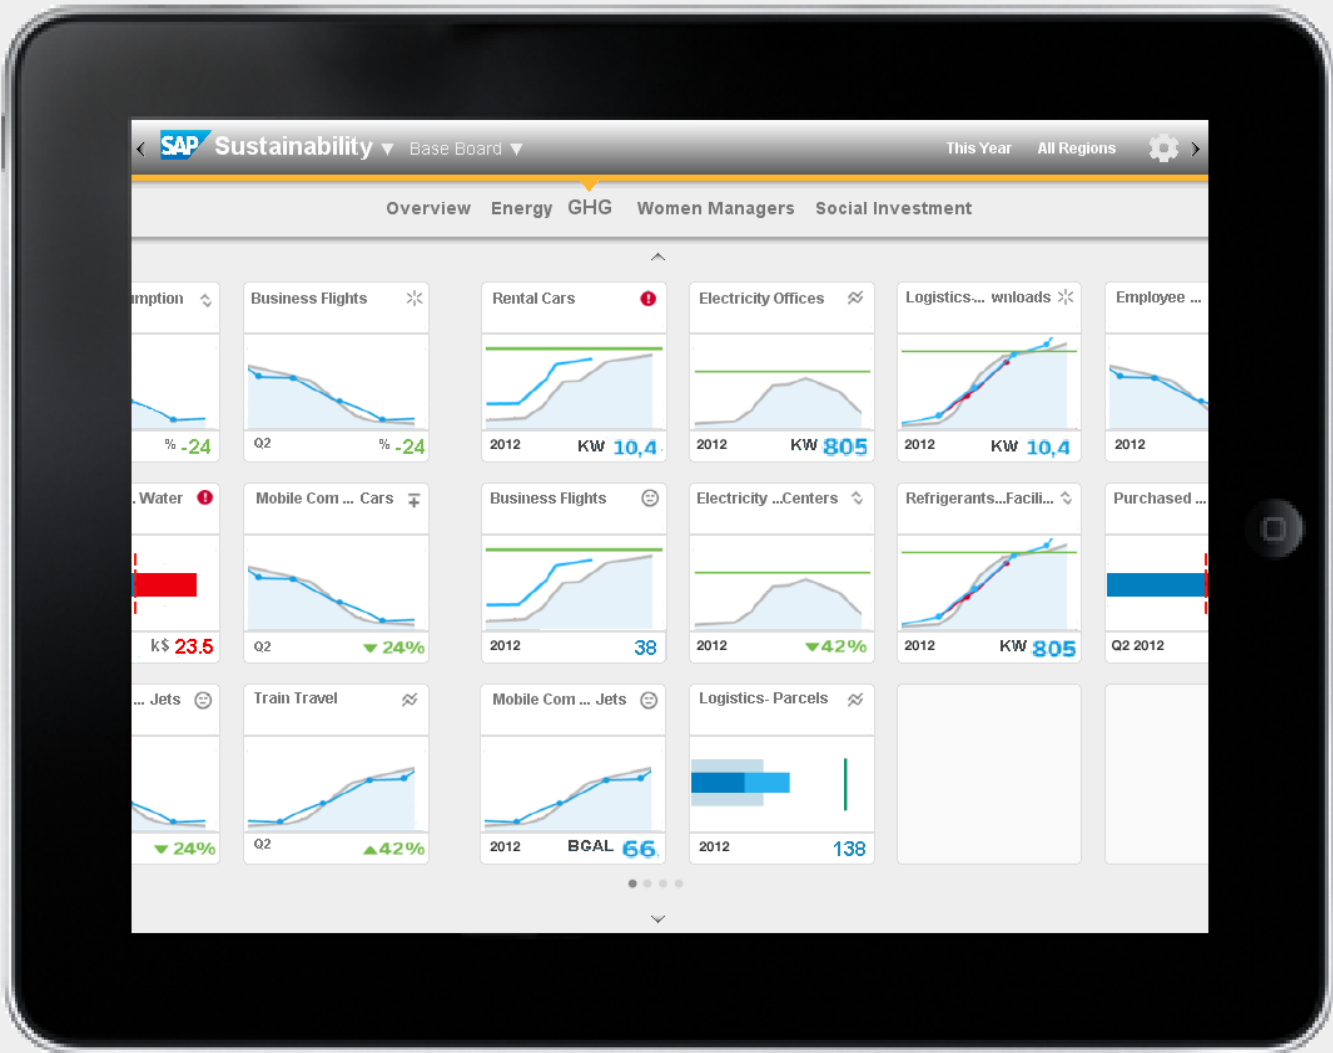 SAP Sustainability ▼ Base Board ▼ This Year All Regions
Overview Energy GHG Women Managers Social Investment
Business Flights Rental Cars Electricity Offices Logistics-... wnloads Employee ...
% -24 Q2 % -24 2012 KW 10,4 2012 KW 805 2012 KW 10,4 2012
. Water Mobile Com ... Cars Business Flights Electricity ...Centers Refrigerants...Facili... Purchased ...
k$ 23.5 Q2 ▼ 24% 2012 38 2012 ▼42% 2012 KW 805 Q2 2012
... Jets Train Travel Mobile Com ... Jets Logistics- Parcels
▼ 24% Q2 ▲42% 2012 BGAL 66 2012 138